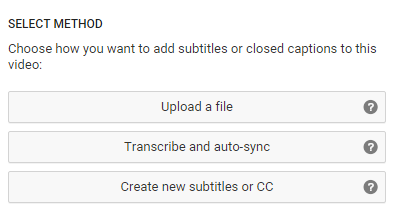 SELECT METHOD
Choose how you want to add subtitles or closed captions to this
video:
Upload a file ?
Transcribe and auto-sync ?
Create new subtitles or CC ?